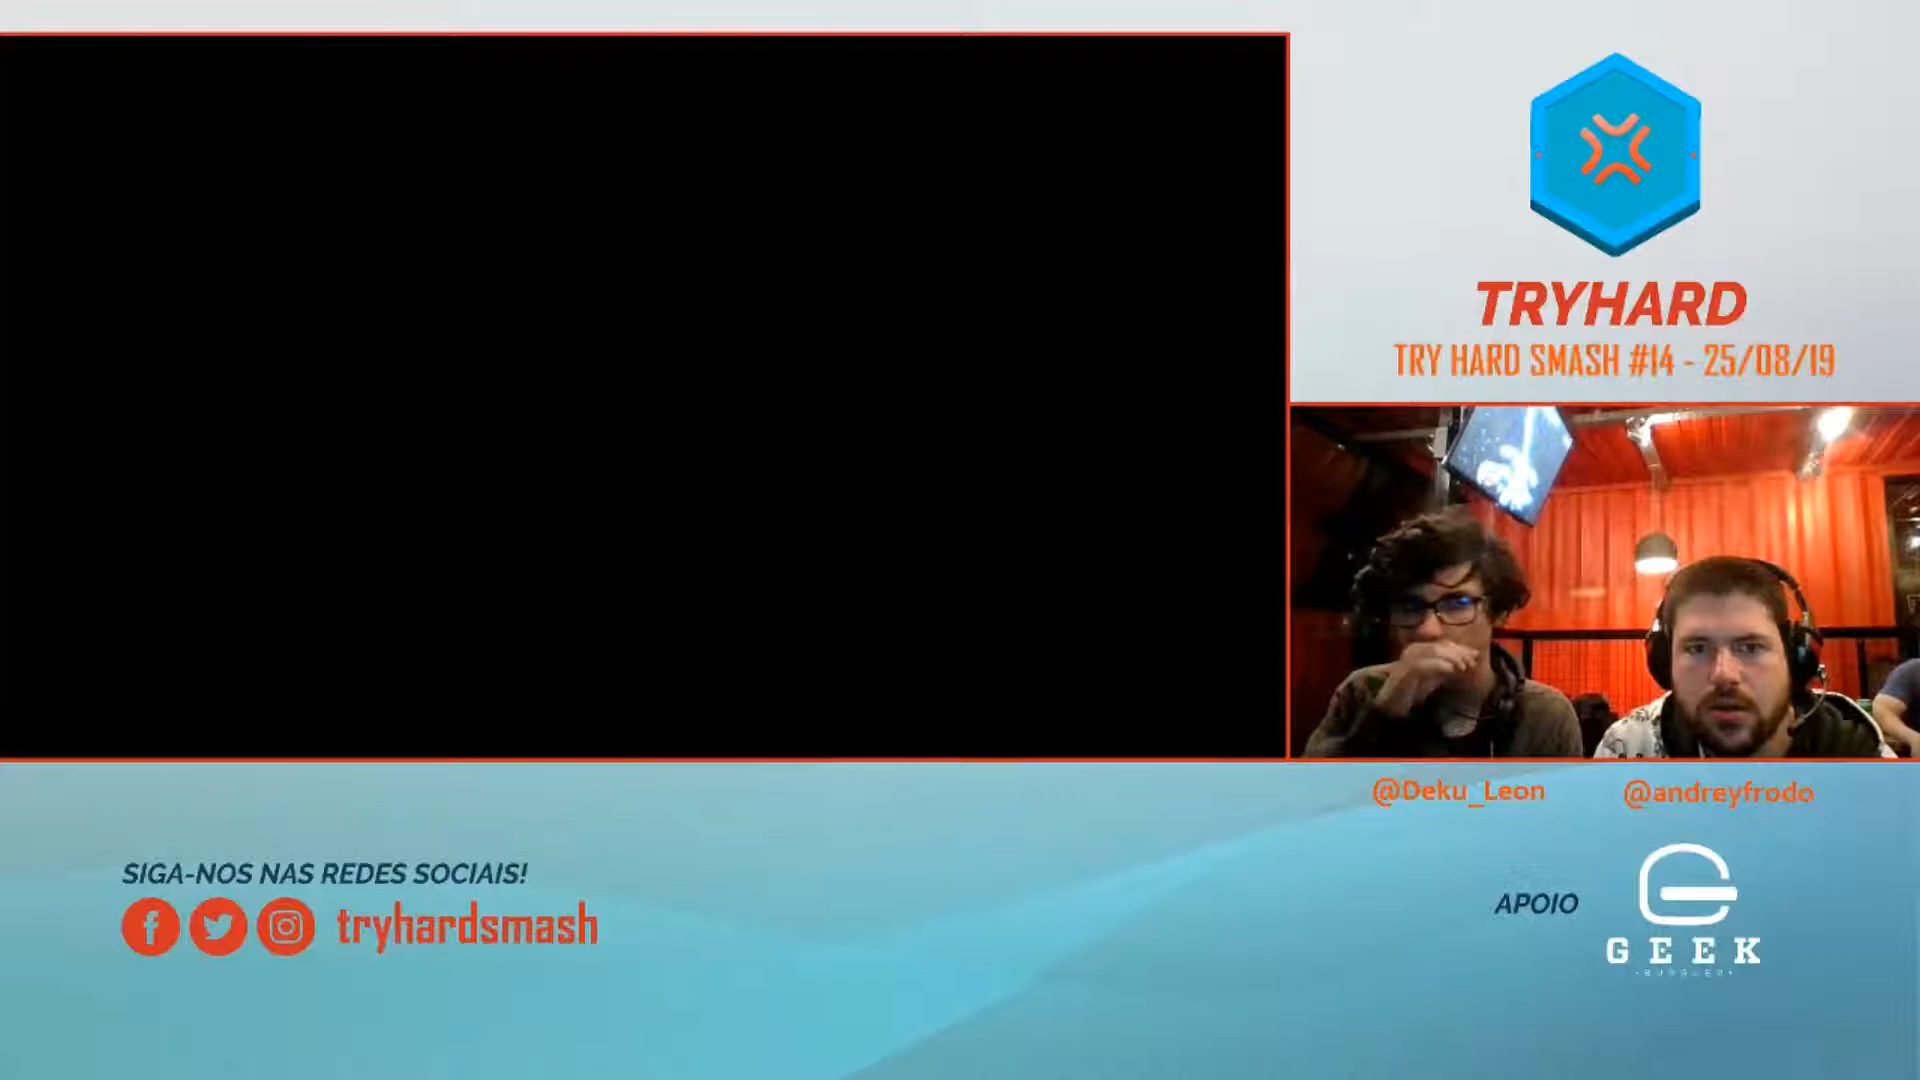 TRYHARD
TRY HARD SMASH #14 - 25/08/19
@Deku_Leon
@andreyfrodo
SIGA-NOS NAS REDES SOCIAIS!
tryhardsmash
APOIO
GEEK